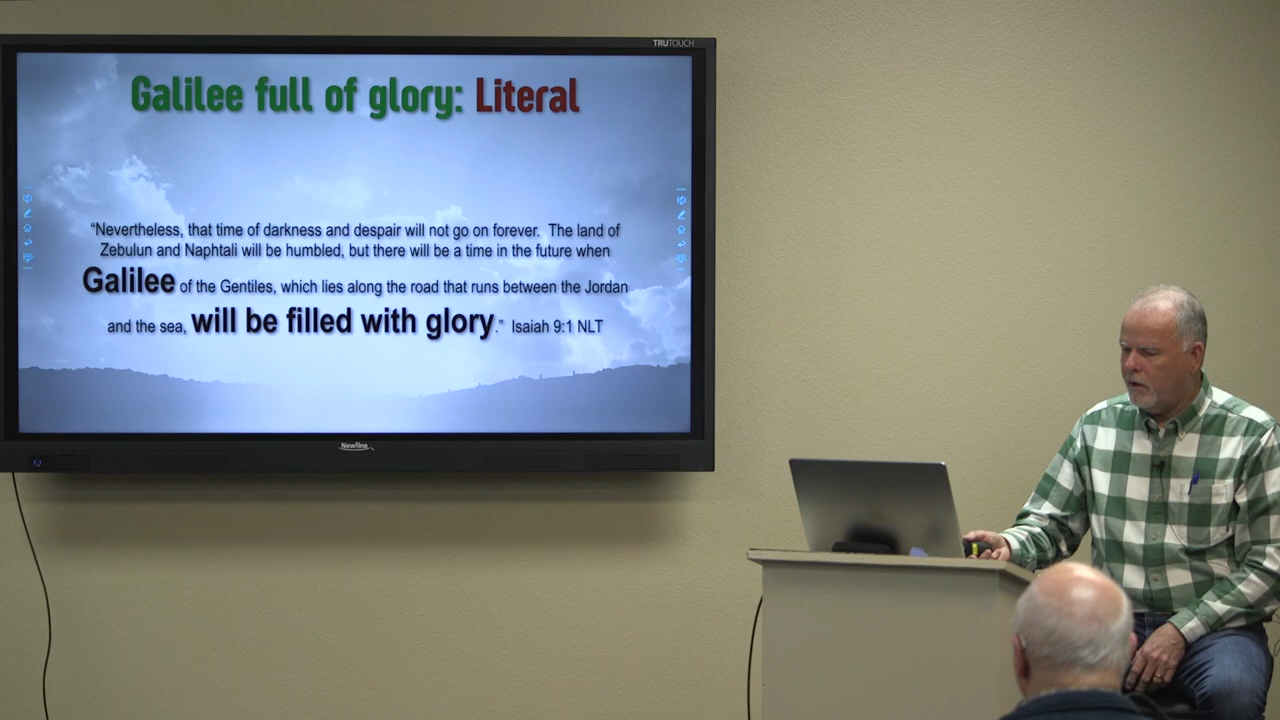 TRUTOUCH
Galilee full of glory: Literal
“Nevertheless, that time of darkness and despair will not go on forever.  The land of
Zebulun and Naphtali will be humbled, but there will be a time in the future when
Galilee of the Gentiles, which lies along the road that runs between the Jordan
and the sea, will be filled with glory.”  Isaiah 9:1 NLT
Newline